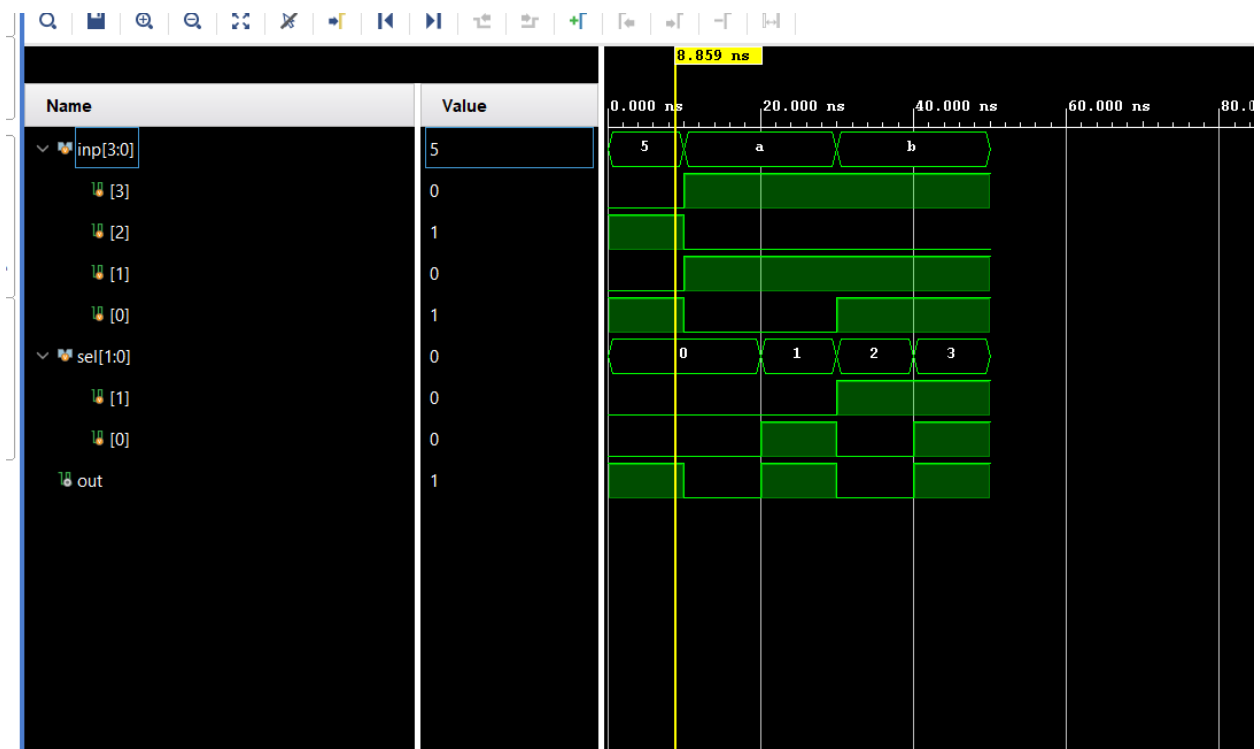 8.859 ns
Name Value 0.000 ns 20.000 ns 40.000 ns 60.000 ns 80.0
inp[3:0] 5 5 a b
[3] 0
[2] 1
[1] 0
[0] 1
sel[1:0] 0 0 1 2 3
[1] 0
[0] 0
out 1